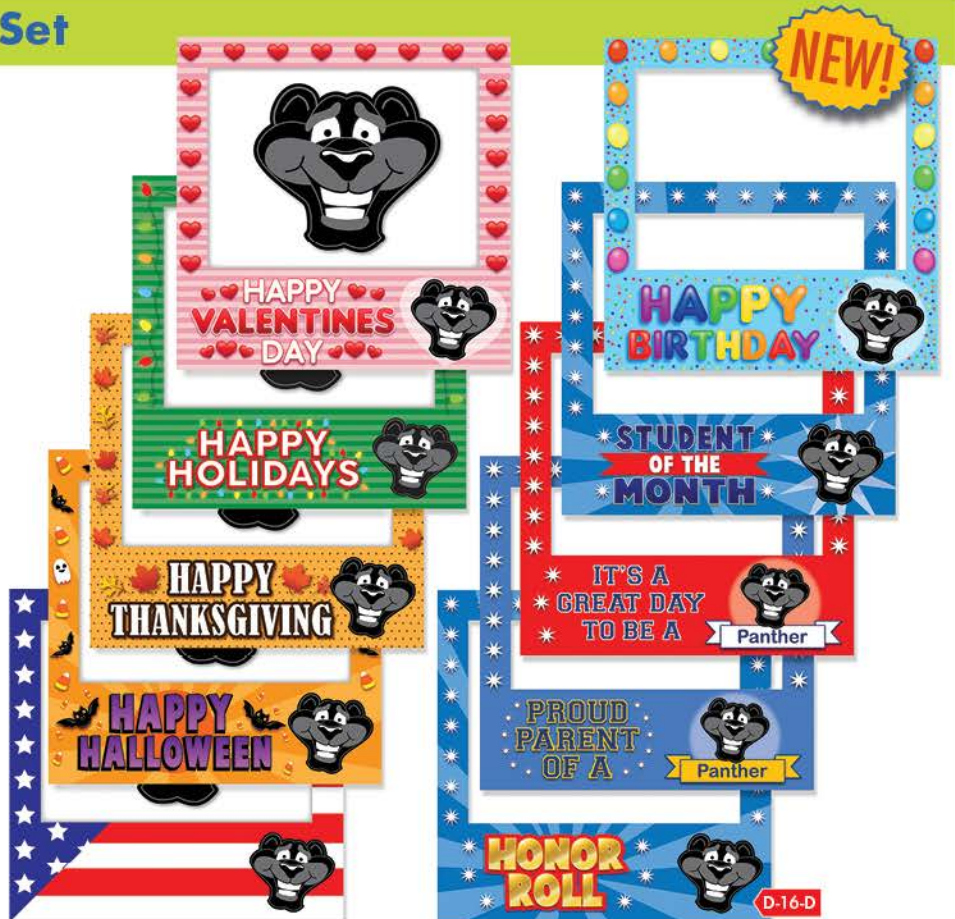 Set
NEW!
HAPPY
VALENTINES
DAY
HAPPY
HOLIDAYS
HAPPY
THANKSGIVING
HAPPY
HALLOWEEN
HAPPY
BIRTHDAY
STUDENT
OF THE
MONTH
IT'S A
GREAT DAY
TO BE A
Panther
PROUD
PARENT
OF A
Panther
HONOR
ROLL
D-16-D